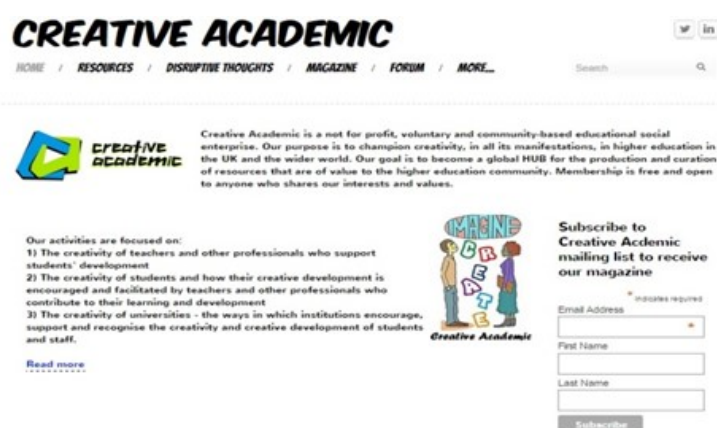 CREATIVE ACADEMIC
HOME / RESOURCES / DISRUPTIVE THOUGHTS / MAGAZINE / FORUM / MORE...
Search
creative
academic
Creative Academic is a not for profit, voluntary and community-based educational social
enterprise. Our purpose is to champion creativity, in all its manifestations, in higher education in
the UK and the wider world. Our goal is to become a global HUB for the production and curation
of resources that are of value to the higher education community. Membership is free and open
to anyone who shares our interests and values.
Our activities are focused on:
1) The creativity of teachers and other professionals who support
students' development
2) The creativity of students and how their creative development is
encouraged and facilitated by teachers and other professionals who
contribute to their learning and development
3) The creativity of universities - the ways in which institutions encourage,
support and recognise the creativity and creative development of students
and staff.
Read more
IMAGINE
CREATE
Creative Academic
Subscribe to
Creative Acdemic
mailing list to receive
our magazine
* indicates required
Email Address
*
First Name
Last Name
Subscribe